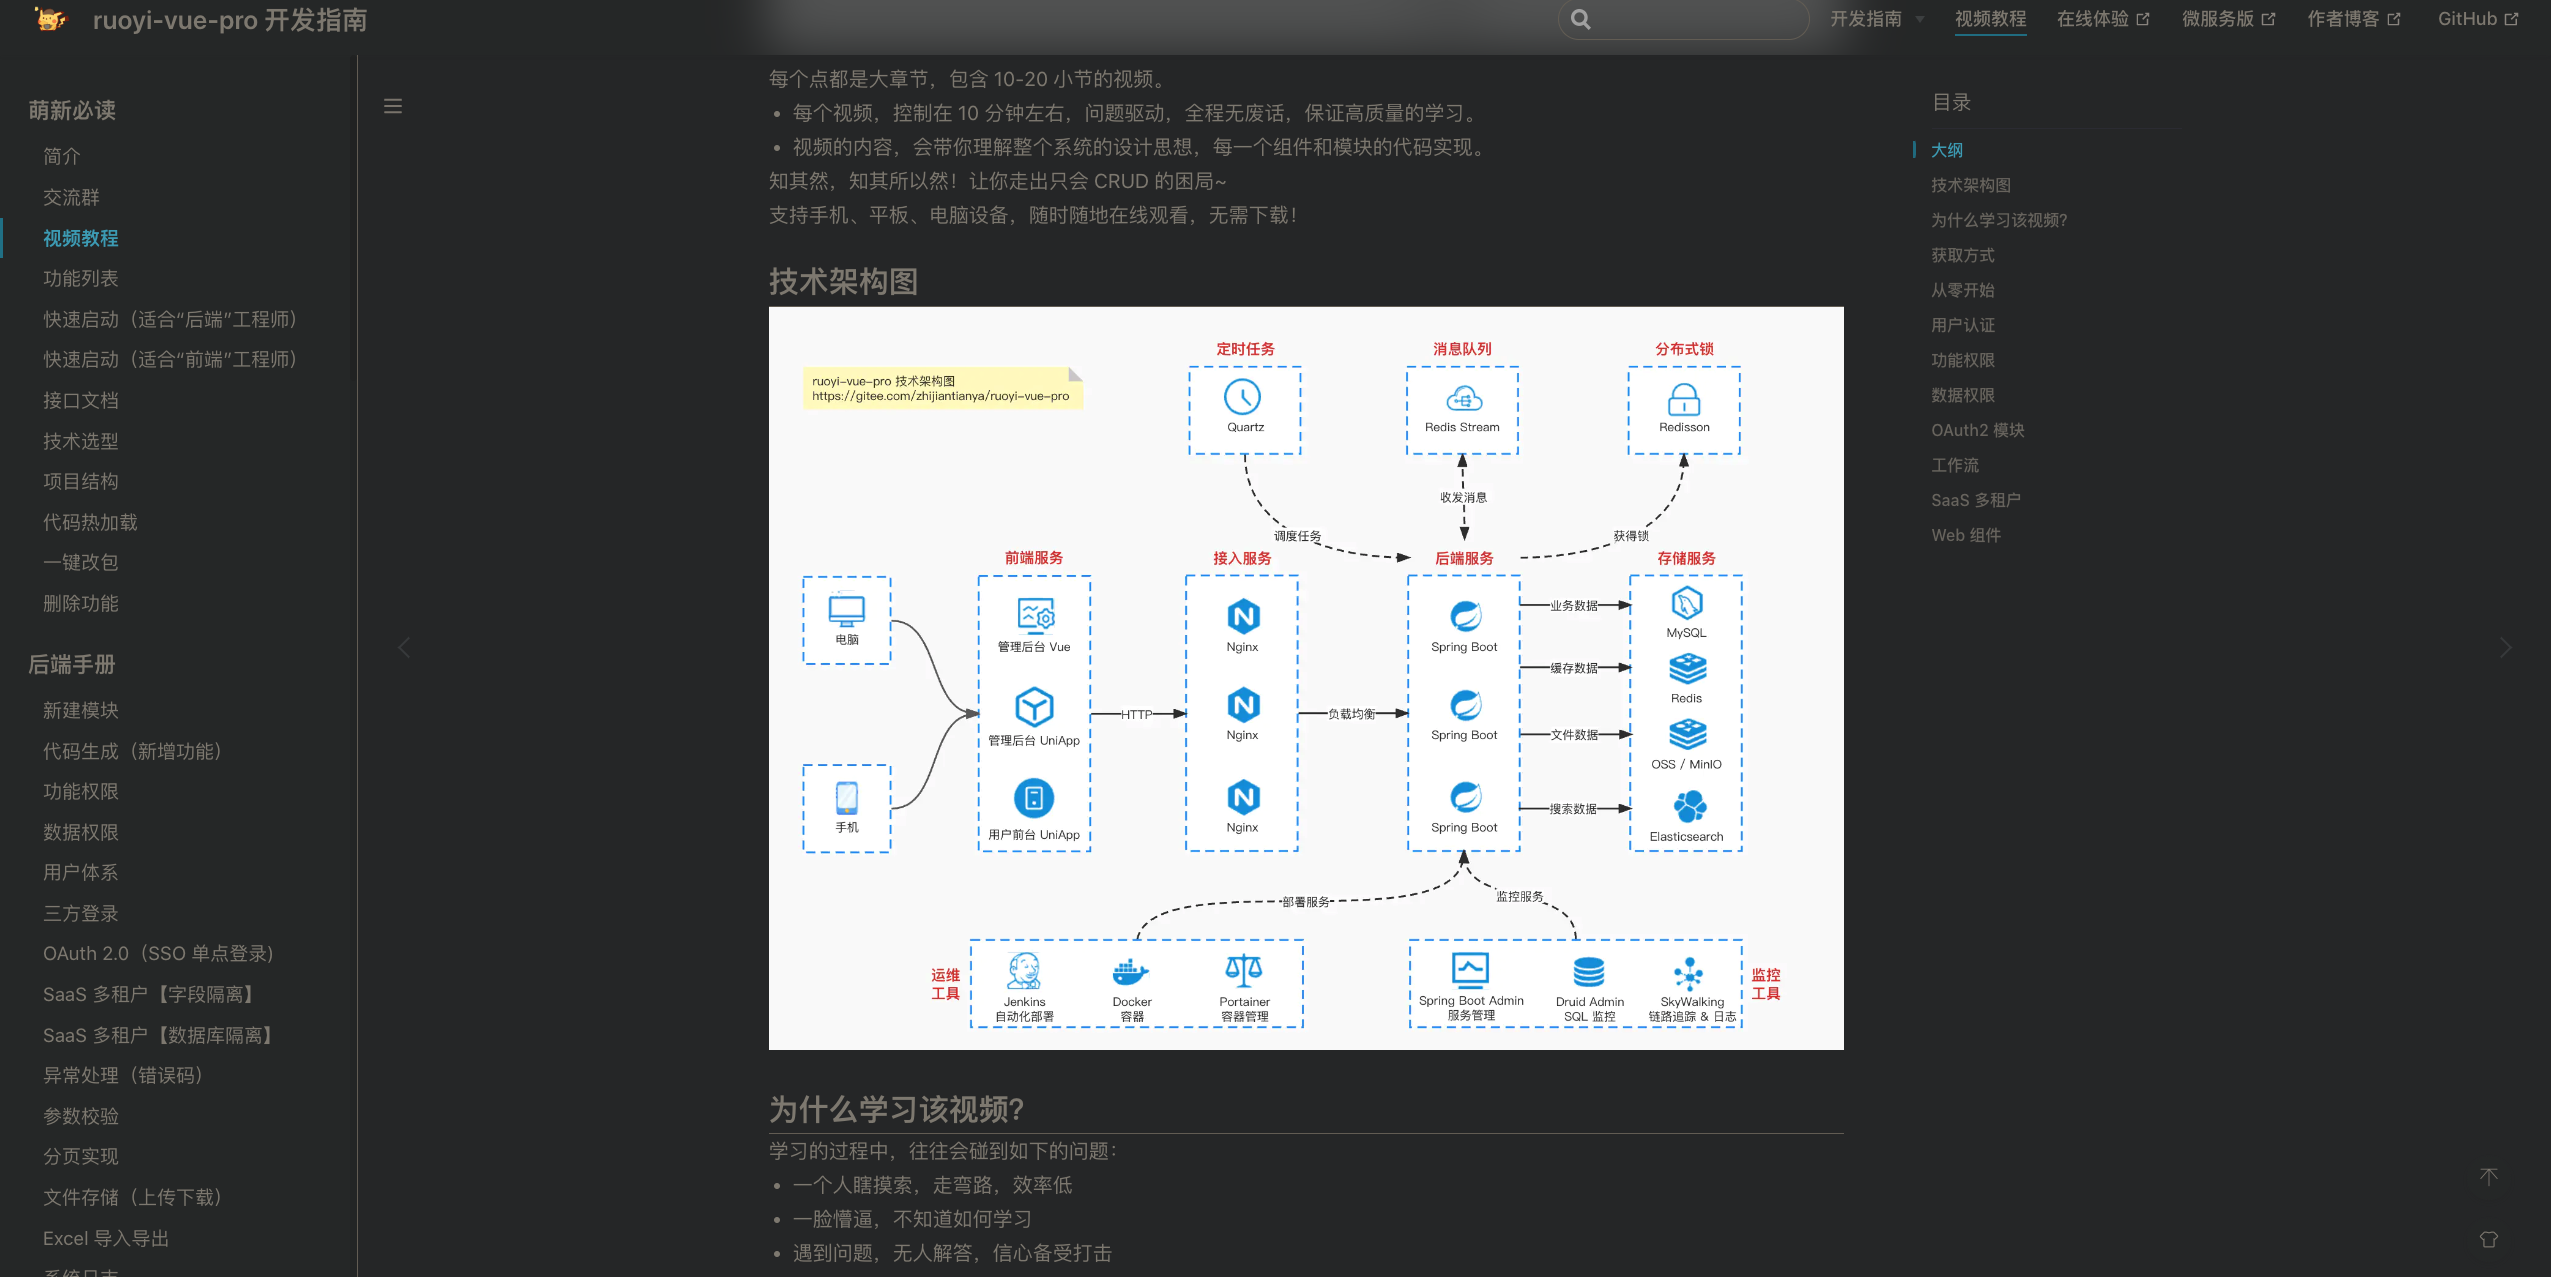 ruoyi-vue-pro 开发指南
开发指南
视频教程
在线体验
微服务版
作者博客
GitHub
萌新必读
简介
交流群
视频教程
功能列表
快速启动（适合“后端”工程师）
快速启动（适合“前端”工程师）
接口文档
技术选型
项目结构
代码热加载
一键改包
删除功能
后端手册
新建模块
代码生成（新增功能）
功能权限
数据权限
用户体系
三方登录
OAuth 2.0（SSO 单点登录)
SaaS 多租户【字段隔离】
SaaS 多租户【数据库隔离】
异常处理（错误码）
参数校验
分页实现
文件存储（上传下载）
Excel 导入导出
每个点都是大章节，包含 10-20 小节的视频。
• 每个视频，控制在 10 分钟左右，问题驱动，全程无废话，保证高质量的学习。
• 视频的内容，会带你理解整个系统的设计思想，每一个组件和模块的代码实现。
知其然，知其所以然！让你走出只会 CRUD 的困局~
支持手机、平板、电脑设备，随时随地在线观看，无需下载！
技术架构图
ruoyi-vue-pro 技术架构图
https://gitee.com/zhijiantianya/ruoyi-vue-pro
定时任务
Quartz
消息队列
Redis Stream
分布式锁
Redisson
调度任务
收发消息
获得锁
电脑
手机
前端服务
管理后台 Vue
管理后台 UniApp
用户前台 UniApp
HTTP
接入服务
Nginx
Nginx
Nginx
负载均衡
后端服务
Spring Boot
Spring Boot
Spring Boot
业务数据
缓存数据
文件数据
搜索数据
存储服务
MySQL
Redis
OSS / MinIO
Elasticsearch
部署服务
监控服务
运维
工具
Jenkins
自动化部署
Docker
容器
Portainer
容器管理
Spring Boot Admin
服务管理
Druid Admin
SQL 监控
SkyWalking
链路追踪 & 日志
监控
工具
为什么学习该视频?
学习的过程中，往往会碰到如下的问题：
• 一个人瞎摸索，走弯路，效率低
• 一脸懵逼，不知道如何学习
• 遇到问题，无人解答，信心备受打击
目录
大纲
技术架构图
为什么学习该视频?
获取方式
从零开始
用户认证
功能权限
数据权限
OAuth2 模块
工作流
SaaS 多租户
Web 组件